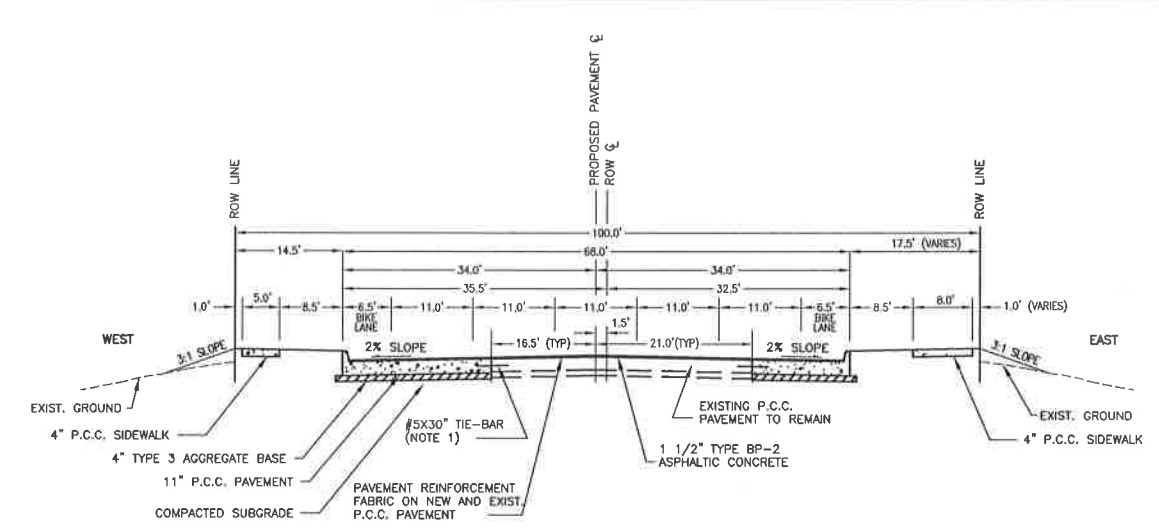 PROPOSED PAVEMENT ℄
ROW ℄
ROW LINE
ROW LINE
100.0'
14.5'
68.0'
17.5' (VARIES)
34.0'
34.0'
35.5'
32.5'
1.0'
5.0'
8.5'
6.5'
11.0'
11.0'
11.0'
11.0'
11.0'
6.5'
8.5'
8.0'
1.0' (VARIES)
BIKE
LANE
BIKE
LANE
1.5'
WEST
EAST
3:1 SLOPE
2% SLOPE
16.5' (TYP)
21.0'(TYP)
2% SLOPE
3:1 SLOPE
EXIST. GROUND
4" P.C.C. SIDEWALK
4" TYPE 3 AGGREGATE BASE
11" P.C.C. PAVEMENT
COMPACTED SUBGRADE
#5X30" TIE-BAR
(NOTE 1)
PAVEMENT REINFORCEMENT
FABRIC ON NEW AND EXIST.
P.C.C. PAVEMENT
EXISTING P.C.C.
PAVEMENT TO REMAIN
1 1/2" TYPE BP-2
ASPHALTIC CONCRETE
EXIST. GROUND
4" P.C.C. SIDEWALK